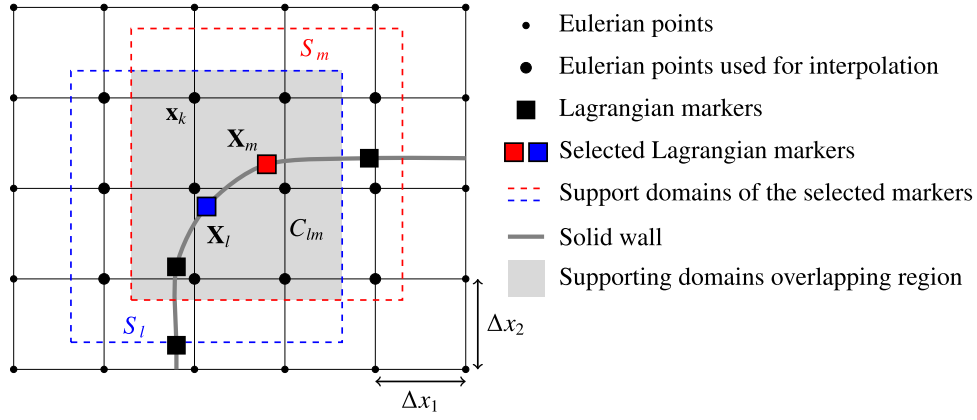 S_m
x_k
X_m
X_l
C_lm
S_l
Δx_2
Δx_1
Eulerian points
Eulerian points used for interpolation
Lagrangian markers
Selected Lagrangian markers
Support domains of the selected markers
Solid wall
Supporting domains overlapping region